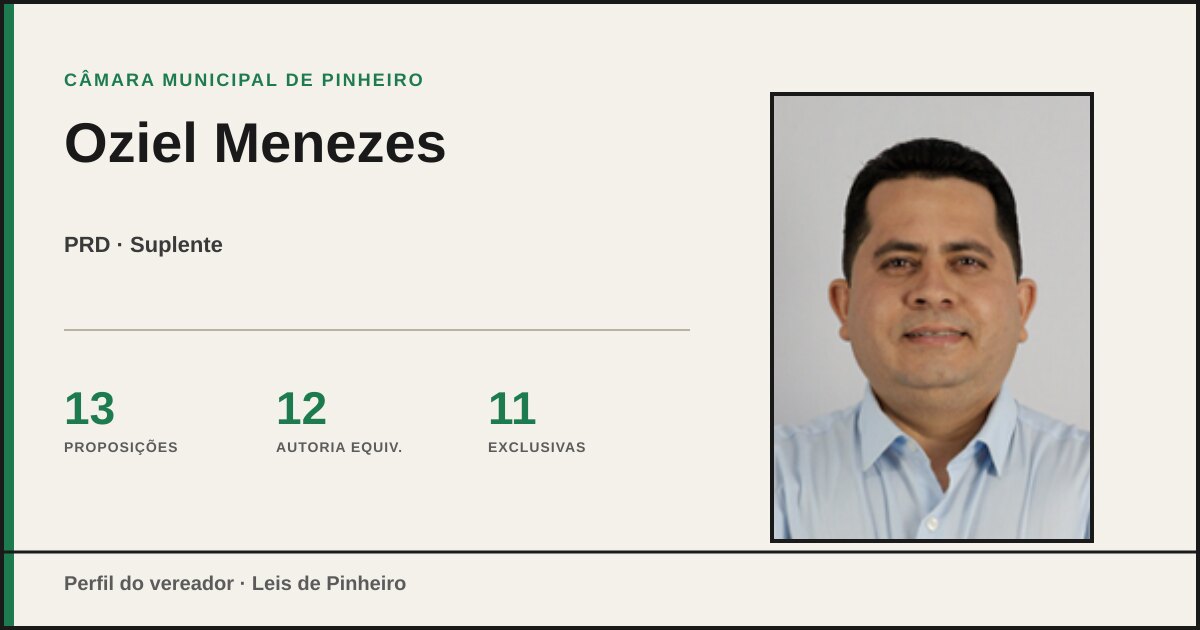 CÂMARA MUNICIPAL DE PINHEIRO
Oziel Menezes
PRD · Suplente
13
PROPOSIÇÕES
12
AUTORIA EQUIV.
11
EXCLUSIVAS
Perfil do vereador · Leis de Pinheiro